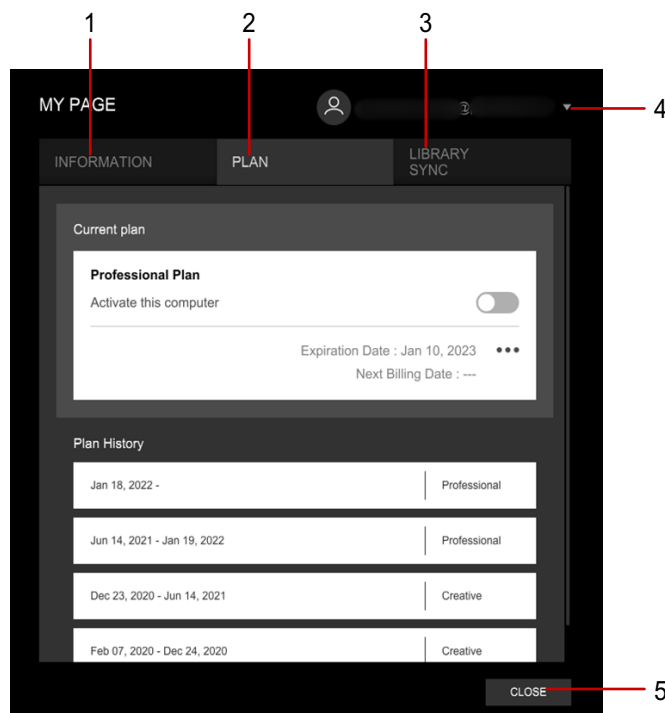 1 2 3
MY PAGE @ 4
INFORMATION PLAN LIBRARY
SYNC
Current plan
Professional Plan
Activate this computer
Expiration Date : Jan 10, 2023
Next Billing Date : ---
Plan History
Jan 18, 2022 - Professional
Jun 14, 2021 - Jan 19, 2022 Professional
Dec 23, 2020 - Jun 14, 2021 Creative
Feb 07, 2020 - Dec 24, 2020 Creative
CLOSE 5